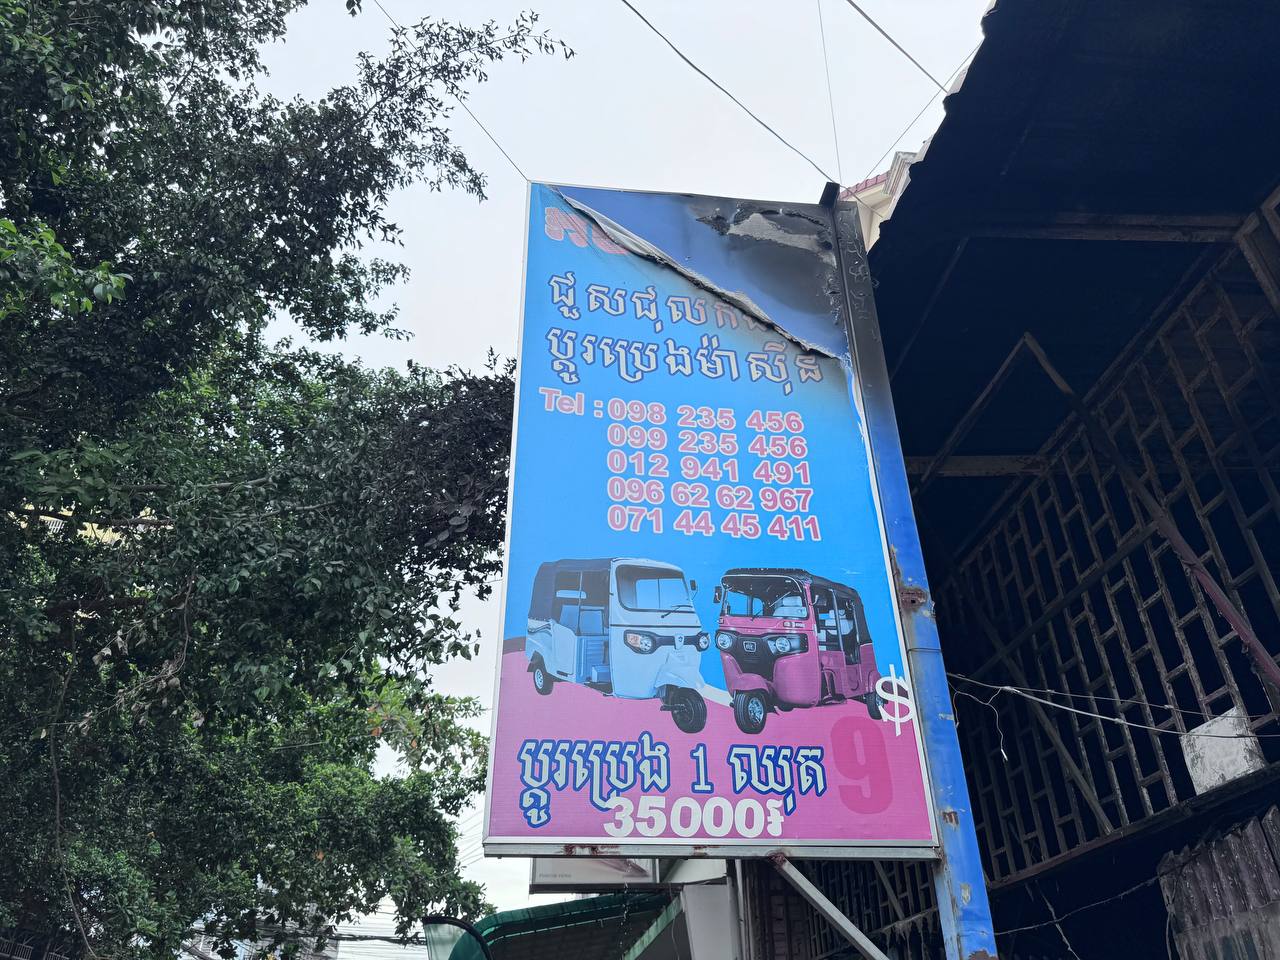 ជួសជុលកង់
ប្តូរប្រេងម៉ាស៊ីន
Tel : 098 235 456
099 235 456
012 941 491
096 62 62 967
071 44 45 411
ប្តូរប្រេង 1 ឈុត
9$
35000៛